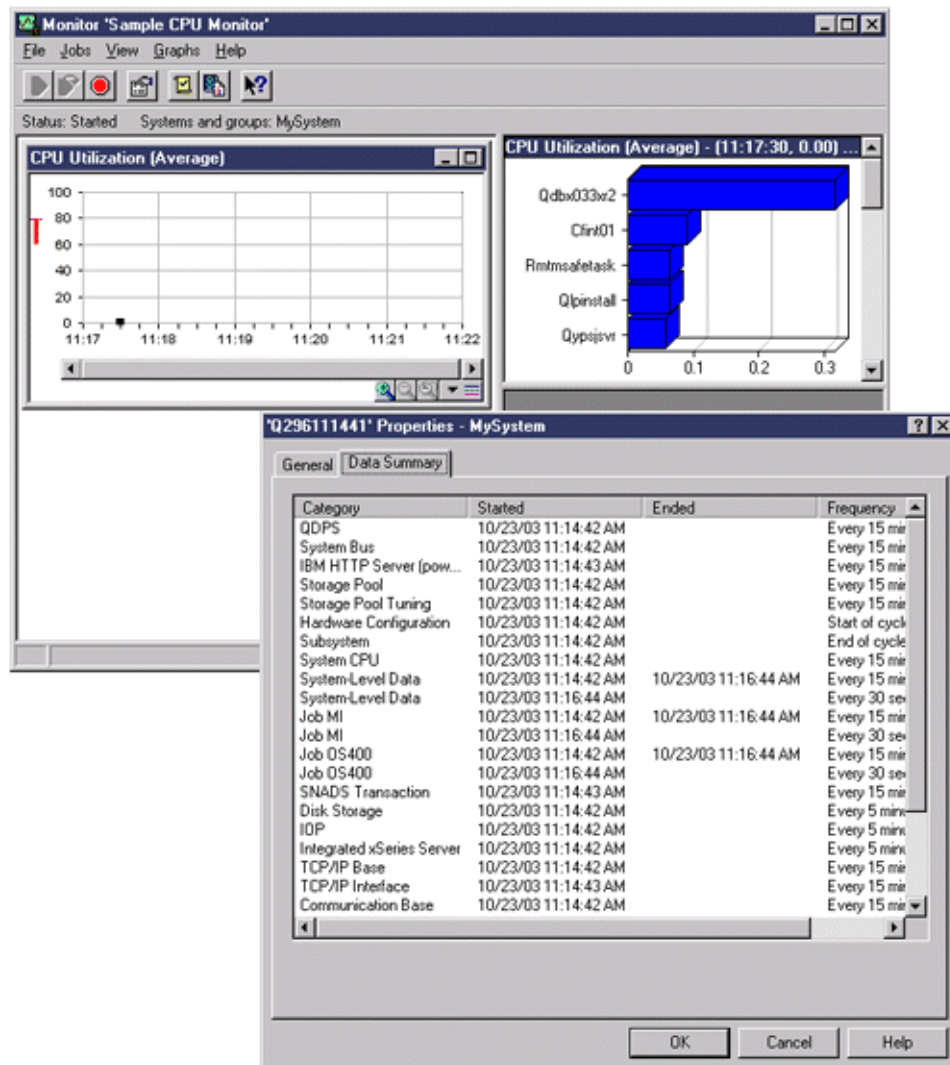 Monitor 'Sample CPU Monitor'
File Jobs View Graphs Help
Status: Started Systems and groups: MySystem
CPU Utilization (Average)
100
80
60
40
20
0
11:17 11:18 11:19 11:20 11:21 11:22
CPU Utilization (Average) - (11:17:30, 0.00) ...
Qdbx033xr2
Cfint01
Rmtmsafetask
Qlpinstall
Qypsjsvr
0 0.1 0.2 0.3
'Q296111441' Properties - MySystem
General Data Summary
Category Started Ended Frequency
QDPS 10/23/03 11:14:42 AM Every 15 min
System Bus 10/23/03 11:14:42 AM Every 15 min
IBM HTTP Server (pow... 10/23/03 11:14:43 AM Every 15 min
Storage Pool 10/23/03 11:14:42 AM Every 15 min
Storage Pool Tuning 10/23/03 11:14:42 AM Every 15 min
Hardware Configuration 10/23/03 11:14:42 AM Start of cycle
Subsystem 10/23/03 11:14:42 AM End of cycle
System CPU 10/23/03 11:14:42 AM Every 15 min
System-Level Data 10/23/03 11:14:42 AM 10/23/03 11:16:44 AM Every 15 min
System-Level Data 10/23/03 11:16:44 AM Every 30 sec
Job MI 10/23/03 11:14:42 AM 10/23/03 11:16:44 AM Every 15 min
Job MI 10/23/03 11:16:44 AM Every 30 sec
Job OS400 10/23/03 11:14:42 AM 10/23/03 11:16:44 AM Every 15 min
Job OS400 10/23/03 11:16:44 AM Every 30 sec
SNADS Transaction 10/23/03 11:14:43 AM Every 15 min
Disk Storage 10/23/03 11:14:42 AM Every 5 minu
IOP 10/23/03 11:14:42 AM Every 5 minu
Integrated xSeries Server 10/23/03 11:14:42 AM Every 5 minu
TCP/IP Base 10/23/03 11:14:42 AM Every 15 min
TCP/IP Interface 10/23/03 11:14:43 AM Every 15 min
Communication Base 10/23/03 11:14:42 AM Every 15 min
OK Cancel Help